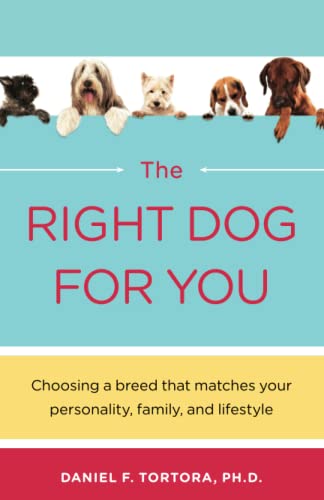 The
RIGHT DOG
FOR YOU
Choosing a breed that matches your
personality, family, and lifestyle
DANIEL F. TORTORA, PH.D.